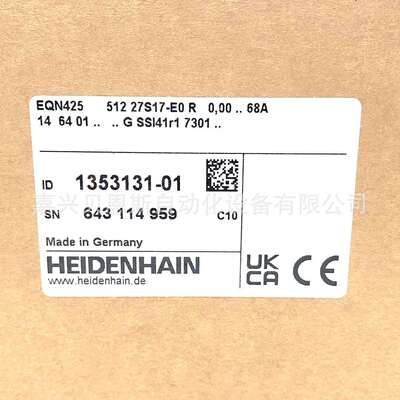 EQN425 512 27S17-E0 R 0,00 .. 68A
14 64 01 .. .. G SSI41r1 7301 ..
ID 1353131-01
嘉兴贝恩斯自动化设备有限公司
SN 643 114 959 C10
Made in Germany
HEIDENHAIN
www.heidenhain.de
UK
CA CE